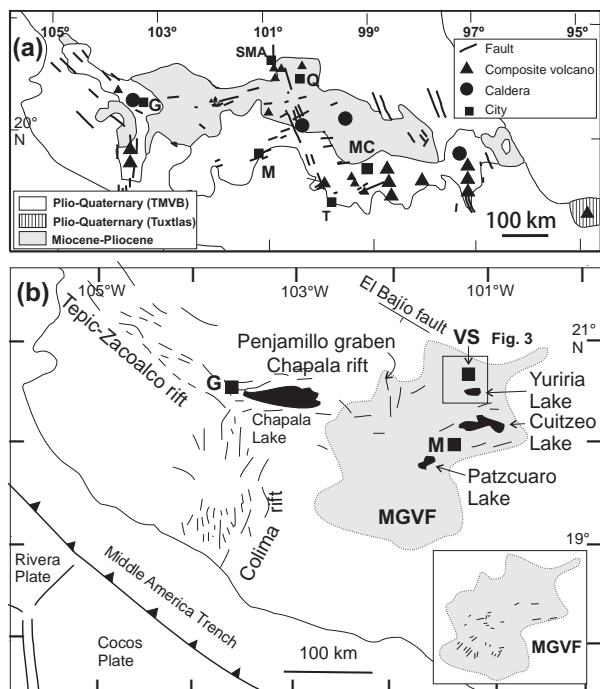 (a)
105°
103°
101°
99°
97°
95°
SMA
Q
G
20°
N
M
MC
T
Fault
Composite volcano
Caldera
City
Plio-Quaternary (TMVB)
Plio-Quaternary (Tuxtlas)
Miocene-Pliocene
100 km
(b)
105°W
103°W
101°W
El Bajío fault
21°
N
Tepic-Zacoalco rift
Penjamillo graben
Chapala rift
VS
Fig. 3
G
Chapala
Lake
Yuriria
Lake
Cuitzeo
Lake
M
Patzcuaro
Lake
MGVF
Colima rift
19°
Rivera
Plate
Middle America Trench
Cocos
Plate
100 km
MGVF